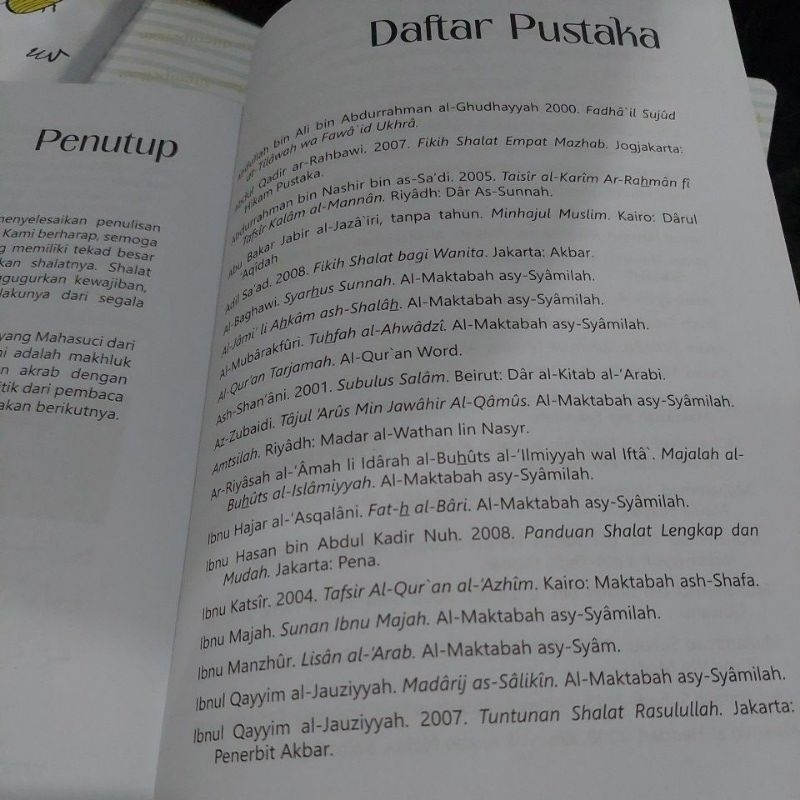 Penutup
menyelesaikan penulisan
Kami berharap, semoga
memiliki tekad besar
kan shalatnya. Shalat
gugurkan kewajiban,
lakunya dari segala
yang Mahasuci dari
ni adalah makhluk
n akrab dengan
tik dari pembaca
akan berikutnya.
Daftar Pustaka
Abdullah bin Ali bin Abdurrahman al-Ghudhayyah 2000. Fadhâ`il Sujûd
at-Tilâwah wa Fawâ`id Ukhrâ.
Abdul Qadir ar-Rahbawi. 2007. Fikih Shalat Empat Mazhab. Jogjakarta:
Hikam Pustaka.
Abdurrahman bin Nashir bin as-Sa’di. 2005. Taisîr al-Karîm Ar-Rahmân fî
Tafsîr Kalâm al-Mannân. Riyâdh: Dâr As-Sunnah.
Abu Bakar Jabir al-Jazâ`iri, tanpa tahun. Minhajul Muslim. Kairo: Dârul
‘Aqidah
Adil Sa’ad. 2008. Fikih Shalat bagi Wanita. Jakarta: Akbar.
Al-Baghawi. Syarhus Sunnah. Al-Maktabah asy-Syâmilah.
Al-Jâmi’ li Ahkâm ash-Shalâh. Al-Maktabah asy-Syâmilah.
Al-Mubârakfûri. Tuhfah al-Ahwâdzî. Al-Maktabah asy-Syâmilah.
Al-Qur’an Tarjamah. Al-Qur`an Word.
Ash-Shan’âni. 2001. Subulus Salâm. Beirut: Dâr al-Kitab al-‘Arabi.
Az-Zubaidi. Tâjul ‘Arûs Min Jawâhir Al-Qâmûs. Al-Maktabah asy-Syâmilah.
Amtsilah. Riyâdh: Madar al-Wathan lin Nasyr.
Ar-Riyâsah al-‘Âmah li Idârah al-Buhûts al-‘Ilmiyyah wal Iftâ`. Majalah al-
Buhûts al-Islâmiyyah. Al-Maktabah asy-Syâmilah.
Ibnu Hajar al-‘Asqalâni. Fat-h al-Bâri. Al-Maktabah asy-Syâmilah.
Ibnu Hasan bin Abdul Kadir Nuh. 2008. Panduan Shalat Lengkap dan
Mudah. Jakarta: Pena.
Ibnu Katsîr. 2004. Tafsir Al-Qur`an al-‘Azhîm. Kairo: Maktabah ash-Shafa.
Ibnu Majah. Sunan Ibnu Majah. Al-Maktabah asy-Syâmilah.
Ibnu Manzhûr. Lisân al-‘Arab. Al-Maktabah asy-Syâm.
Ibnul Qayyim al-Jauziyyah. Madârij as-Sâlikîn. Al-Maktabah asy-Syâmilah.
Ibnul Qayyim al-Jauziyyah. 2007. Tuntunan Shalat Rasulullah. Jakarta:
Penerbit Akbar.